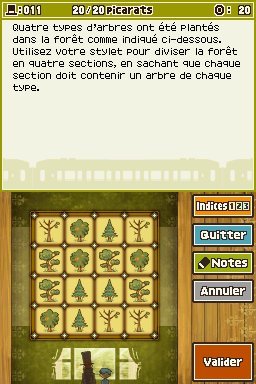 :011 20/20 picarats : 20
Quatre types d'arbres ont été plantés
dans la forêt comme indiqué ci-dessous.
Utilisez votre stylet pour diviser la forêt
en quatre sections, en sachant que chaque
section doit contenir un arbre de chaque
type.
Indices 1 2 3
Quitter
Notes
Annuler
Valider